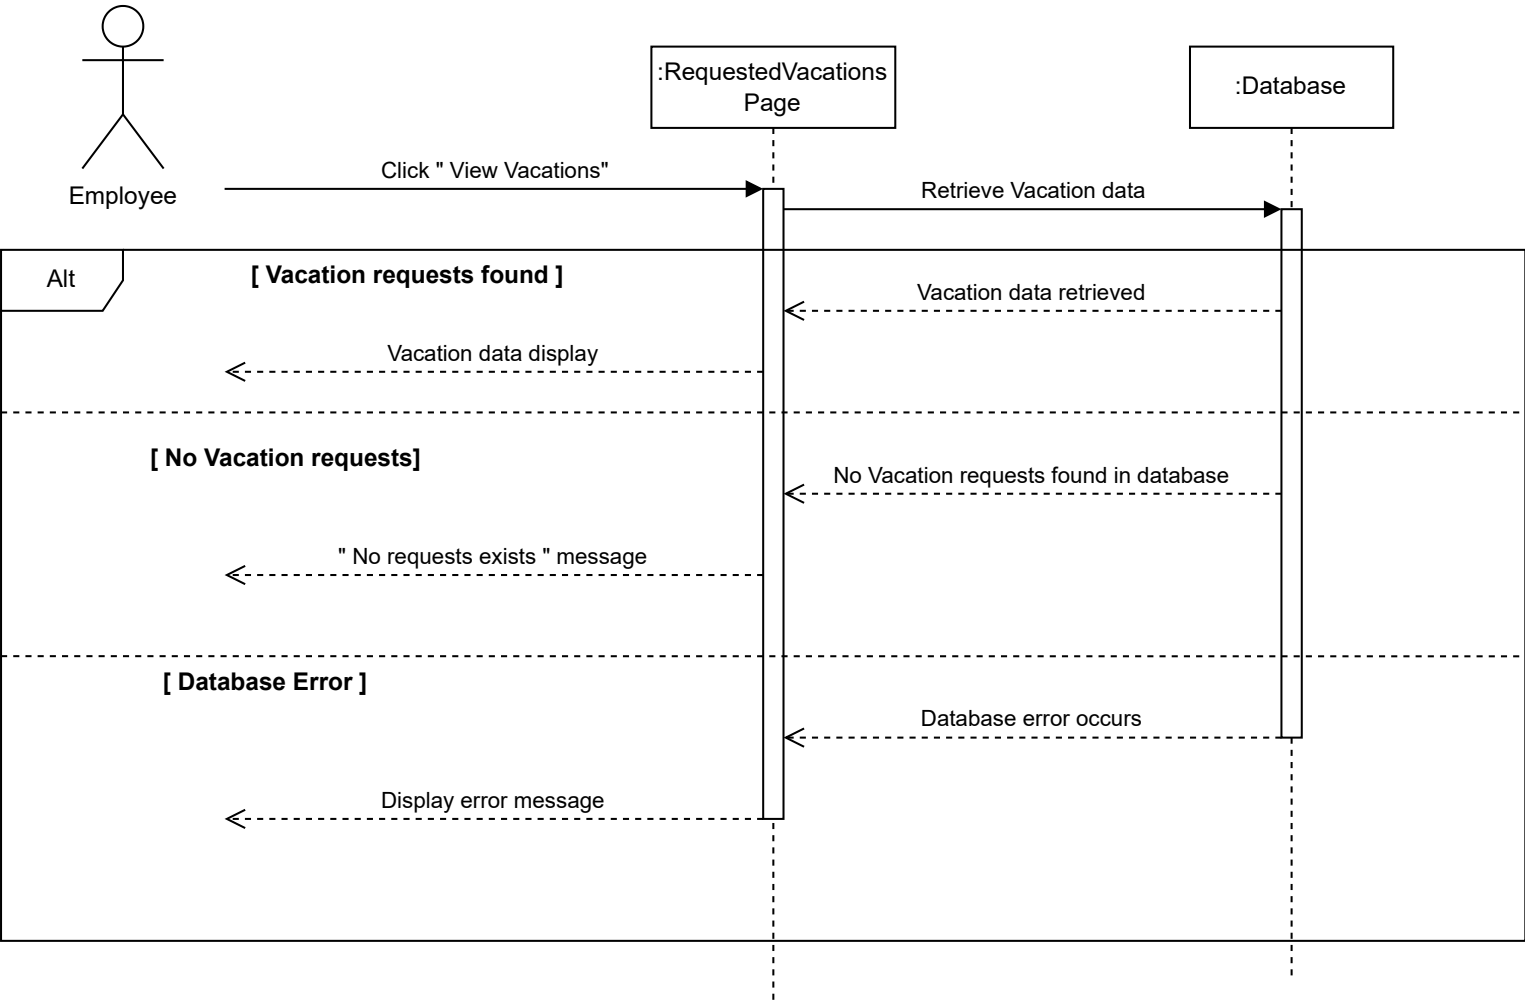 :RequestedVacations
Page
:Database
Employee
Click " View Vacations"
Retrieve Vacation data
Alt
[ Vacation requests found ]
Vacation data retrieved
Vacation data display
[ No Vacation requests]
No Vacation requests found in database
" No requests exists " message
[ Database Error ]
Database error occurs
Display error message